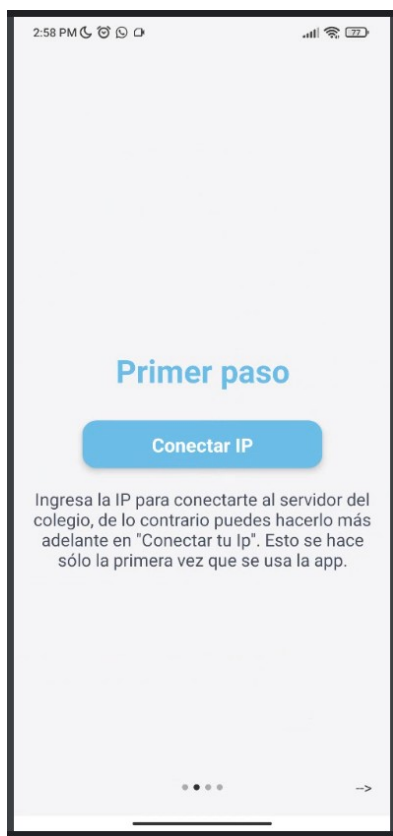 2:58 PM
77
Primer paso
Conectar IP
Ingresa la IP para conectarte al servidor del
colegio, de lo contrario puedes hacerlo más
adelante en "Conectar tu Ip". Esto se hace
sólo la primera vez que se usa la app.
-->